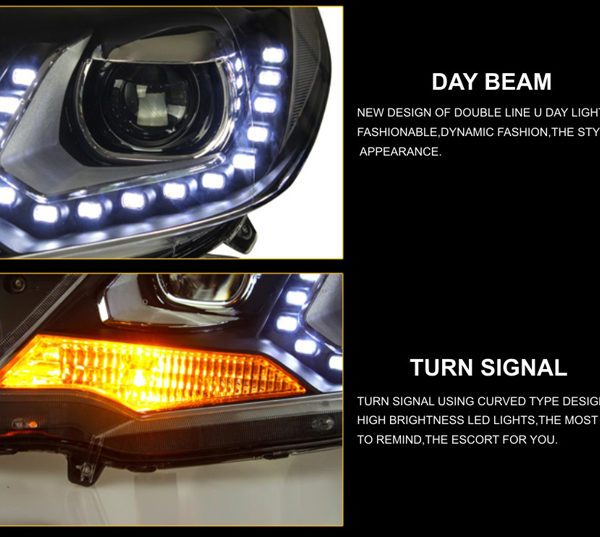 DAY BEAM
NEW DESIGN OF DOUBLE LINE U DAY LIGHT
FASHIONABLE,DYNAMIC FASHION,THE STY
APPEARANCE.
TURN SIGNAL
TURN SIGNAL USING CURVED TYPE DESIG
HIGH BRIGHTNESS LED LIGHTS,THE MOST
TO REMIND,THE ESCORT FOR YOU.